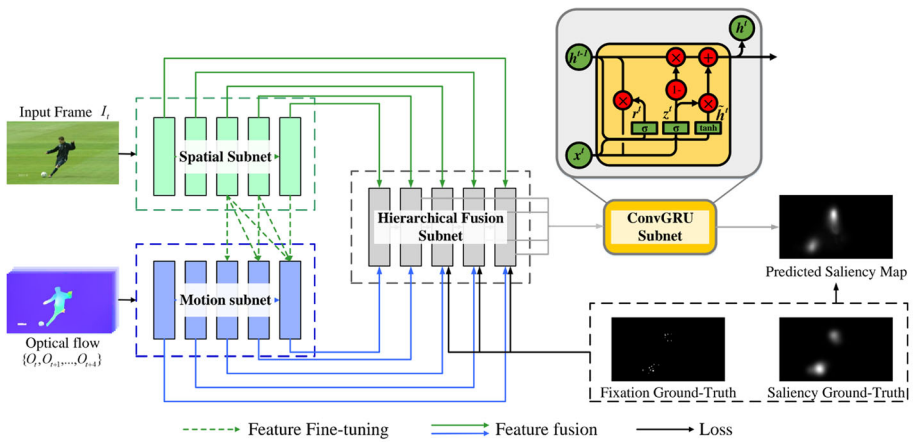 Input Frame I_t
Spatial Subnet
Motion subnet
Optical flow
{O_t,O_{t+1},...,O_{t+4}}
Hierarchical Fusion
Subnet
h^t
h^{t-1}
×
+
1-
×
×
r^t
z^t
h̃^t
σ
σ
tanh
x^t
ConvGRU
Subnet
Predicted Saliency Map
Fixation Ground-Truth
Saliency Ground-Truth
Feature Fine-tuning
Feature fusion
Loss